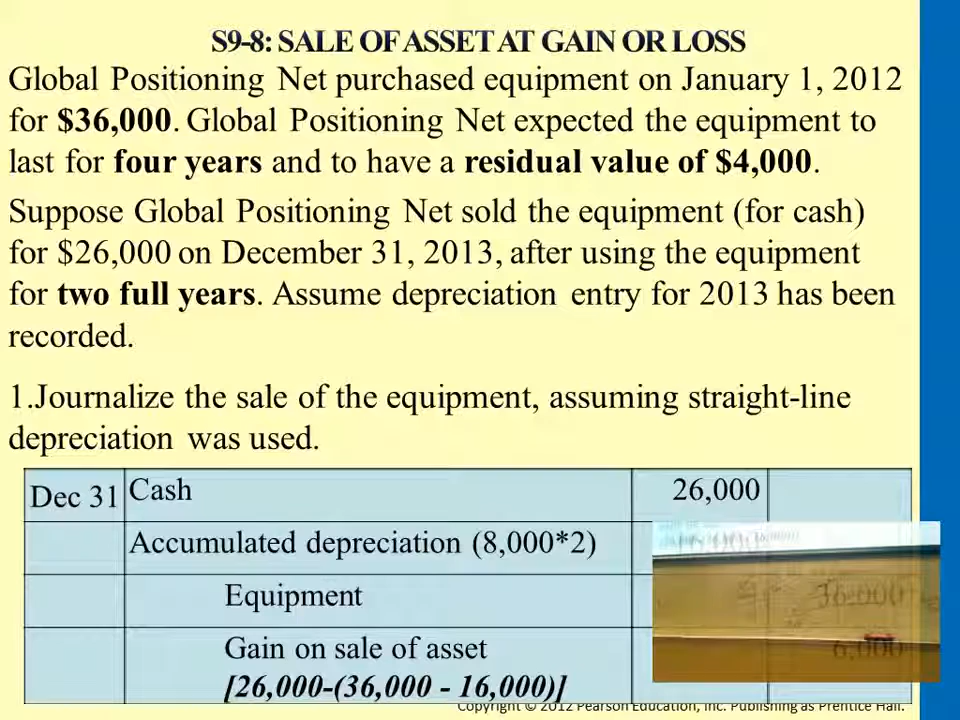 S9-8: SALE OF ASSET AT GAIN OR LOSS
Global Positioning Net purchased equipment on January 1, 2012
for $36,000. Global Positioning Net expected the equipment to
last for four years and to have a residual value of $4,000.
Suppose Global Positioning Net sold the equipment (for cash)
for $26,000 on December 31, 2013, after using the equipment
for two full years. Assume depreciation entry for 2013 has been
recorded.
1.Journalize the sale of the equipment, assuming straight-line
depreciation was used.
Dec 31 Cash 26,000
Accumulated depreciation (8,000*2)
Equipment 36,000
Gain on sale of asset 6,000
[26,000-(36,000 - 16,000)]
Copyright © 2012 Pearson Education, Inc. Publishing as Prentice Hall.